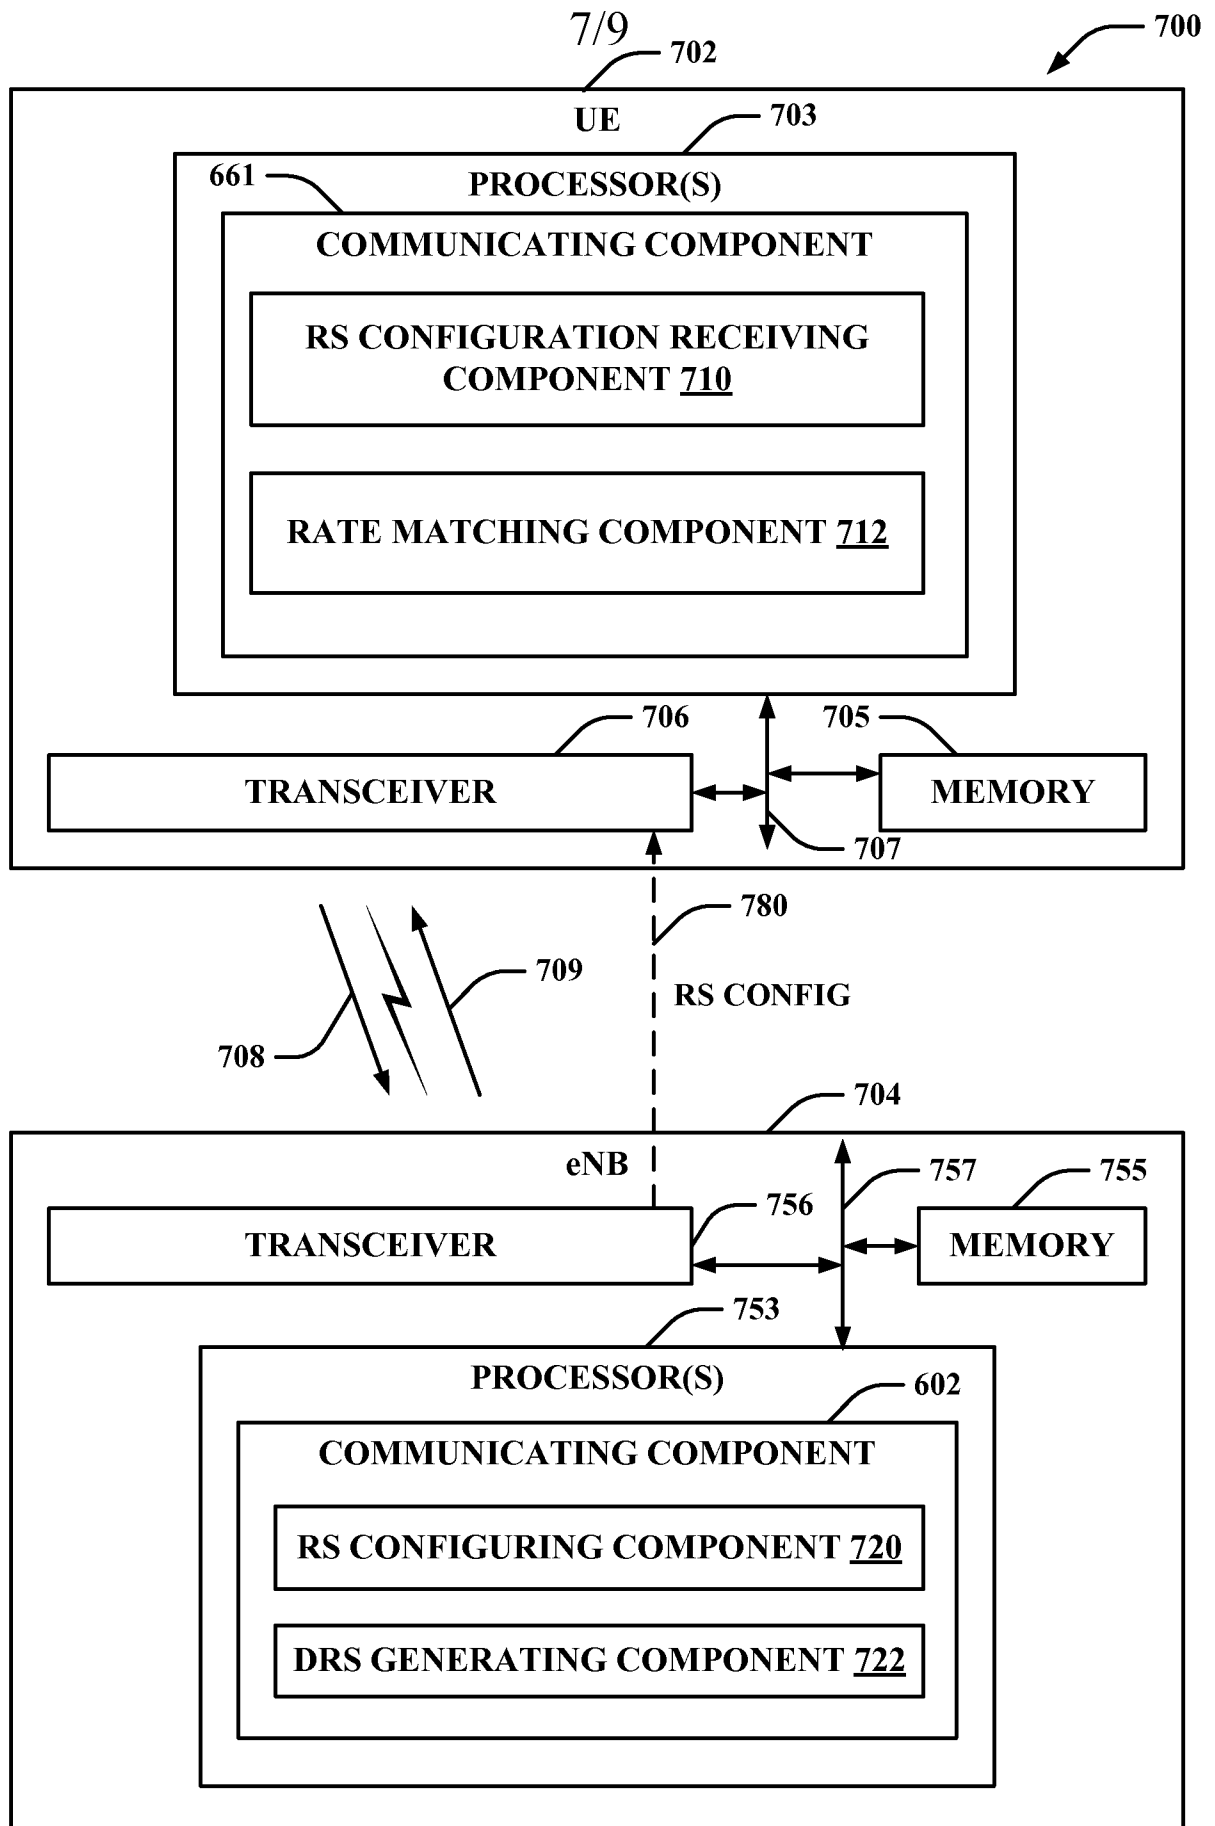 7/9
700
702
UE
703
661
PROCESSOR(S)
COMMUNICATING COMPONENT
RS CONFIGURATION RECEIVING
COMPONENT 710
RATE MATCHING COMPONENT 712
706
705
TRANSCEIVER
MEMORY
707
780
709
RS CONFIG
708
704
eNB
757
755
756
TRANSCEIVER
MEMORY
753
PROCESSOR(S)
602
COMMUNICATING COMPONENT
RS CONFIGURING COMPONENT 720
DRS GENERATING COMPONENT 722